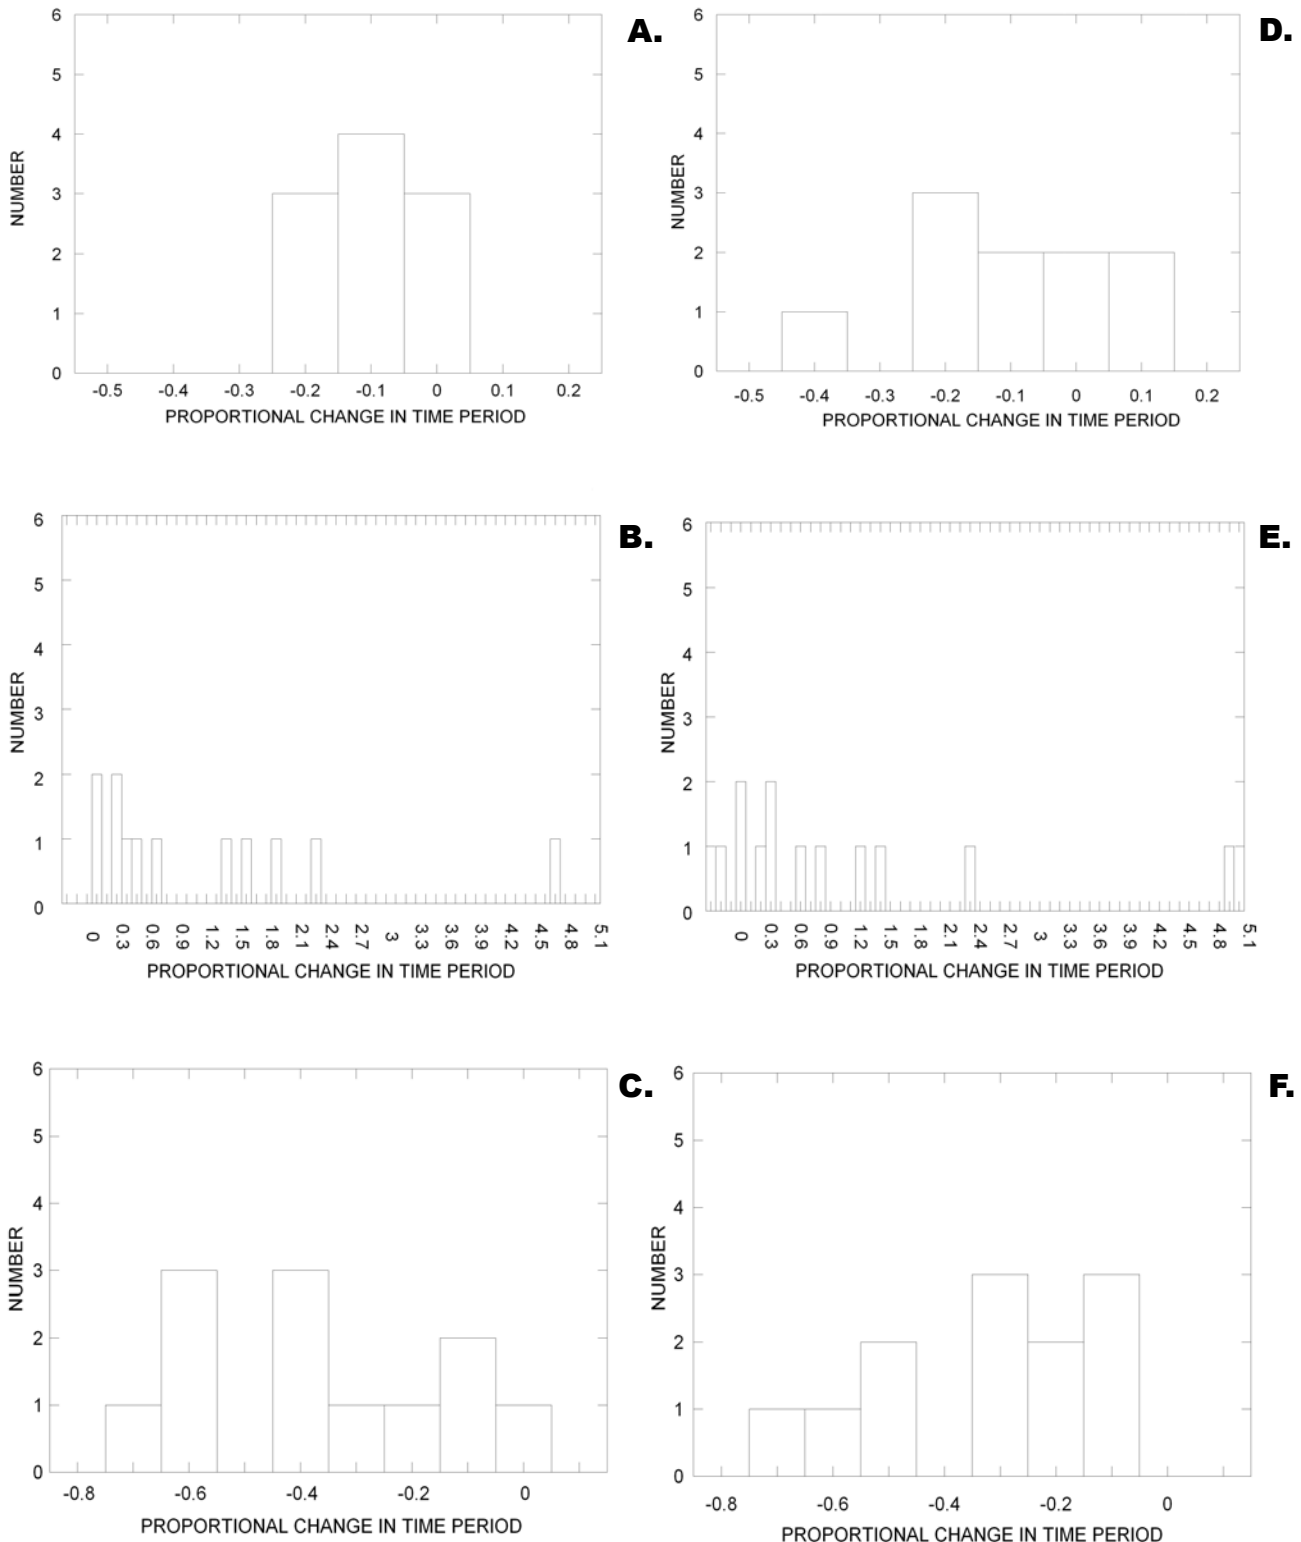 A.
6
5
4
3
2
1
0
NUMBER
-0.5 -0.4 -0.3 -0.2 -0.1 0 0.1 0.2
PROPORTIONAL CHANGE IN TIME PERIOD
D.
6
5
4
3
2
1
0
NUMBER
-0.5 -0.4 -0.3 -0.2 -0.1 0 0.1 0.2
PROPORTIONAL CHANGE IN TIME PERIOD
B.
6
5
4
3
2
1
0
NUMBER
0 0.3 0.6 0.9 1.2 1.5 1.8 2.1 2.4 2.7 3 3.3 3.6 3.9 4.2 4.5 4.8 5.1
PROPORTIONAL CHANGE IN TIME PERIOD
E.
6
5
4
3
2
1
0
NUMBER
0 0.3 0.6 0.9 1.2 1.5 1.8 2.1 2.4 2.7 3 3.3 3.6 3.9 4.2 4.5 4.8 5.1
PROPORTIONAL CHANGE IN TIME PERIOD
C.
6
5
4
3
2
1
0
NUMBER
-0.8 -0.6 -0.4 -0.2 0
PROPORTIONAL CHANGE IN TIME PERIOD
F.
6
5
4
3
2
1
0
NUMBER
-0.8 -0.6 -0.4 -0.2 0
PROPORTIONAL CHANGE IN TIME PERIOD